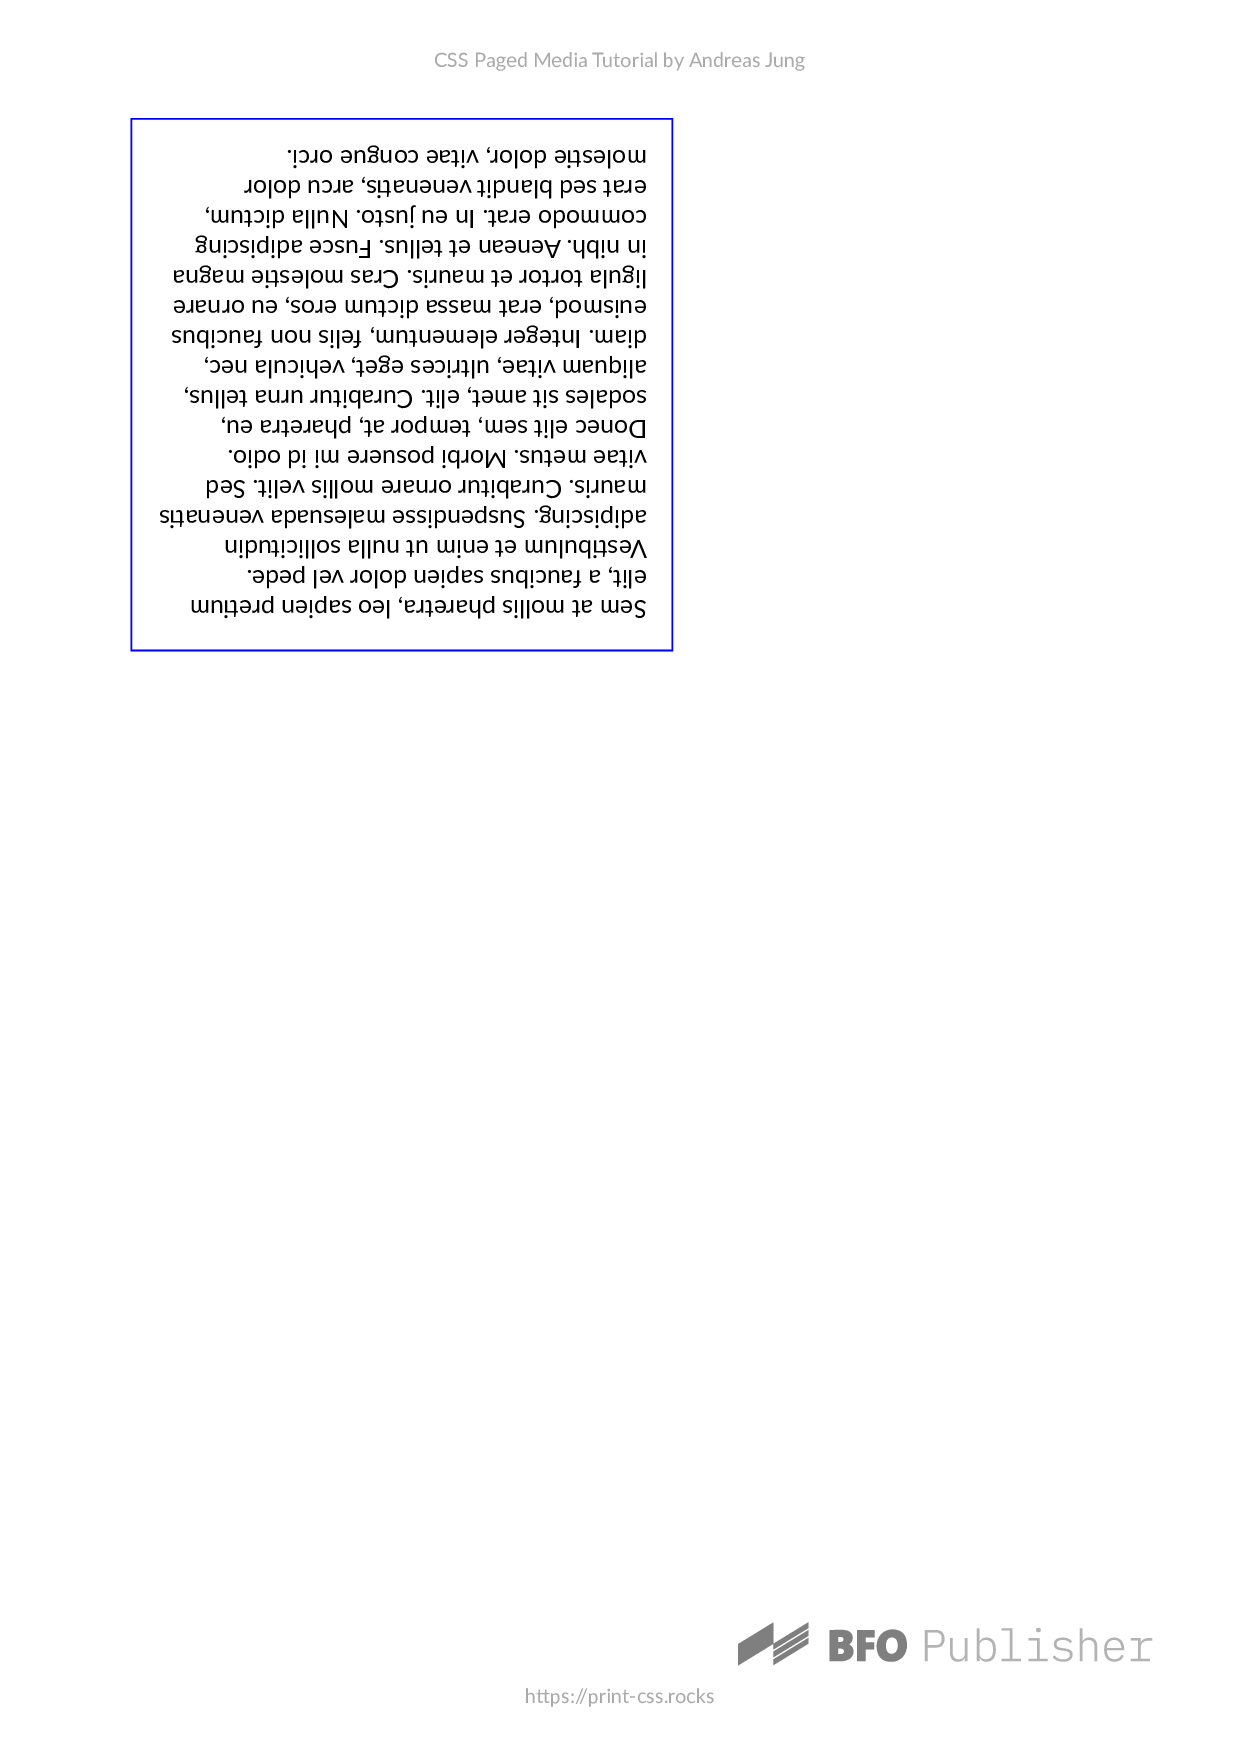 CSS Paged Media Tutorial by Andreas Jung
Sem at mollis pharetra, leo sapien pretium
elit, a faucibus sapien dolor vel pede.
Vestibulum et enim ut nulla sollicitudin
adipiscing. Suspendisse malesuada venenatis
mauris. Curabitur ornare mollis velit. Sed
vitae metus. Morbi posuere mi id odio.
Donec elit sem, tempor at, pharetra eu,
sodales sit amet, elit. Curabitur urna tellus,
aliquam vitae, ultrices eget, vehicula nec,
diam. Integer elementum, felis non faucibus
euismod, erat massa dictum eros, eu ornare
ligula tortor et mauris. Cras molestie magna
in nibh. Aenean et tellus. Fusce adipiscing
commodo erat. In eu justo. Nulla dictum,
erat sed blandit venenatis, arcu dolor
molestie dolor, vitae congue orci.
BFO Publisher
https://print-css.rocks